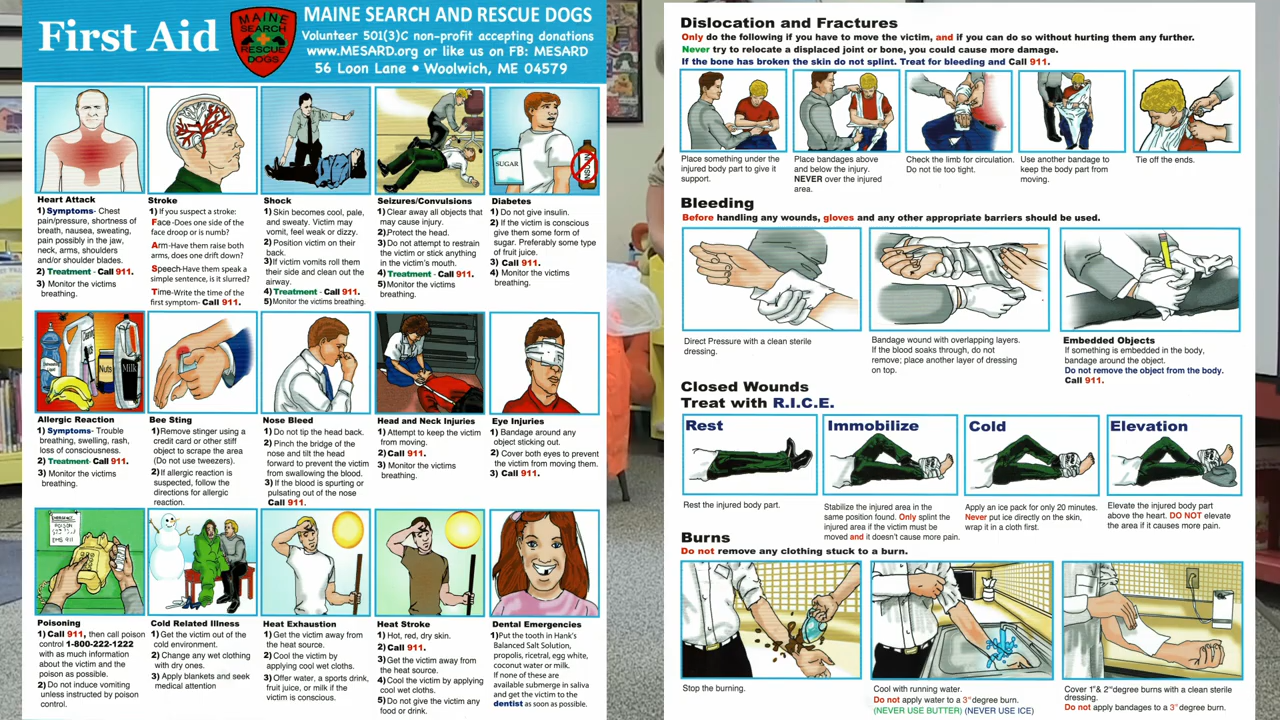 First Aid
MAINE
SEARCH
RESCUE
DOGS
MAINE SEARCH AND RESCUE DOGS
Volunteer 501(3)C non-profit accepting donations
www.MESARD.org or like us on FB: MESARD
56 Loon Lane • Woolwich, ME 04579
SUGAR
Heart Attack
1) Symptoms- Chest
pain/pressure, shortness of
breath, nausea, sweating,
pain possibly in the jaw,
neck, arms, shoulders
and/or shoulder blades.
2) Treatment - Call 911.
3) Monitor the victims
breathing.
Stroke
1) If you suspect a stroke:
Face-Does one side of the
face droop or is numb?
Arm-Have them raise both
arms, does one drift down?
Speech-Have them speak a
simple sentence, is it slurred?
Time-Write the time of the
first symptom- Call 911.
Shock
1) Skin becomes cool, pale,
and sweaty. Victim may
vomit, feel weak or dizzy.
2) Position victim on their
back.
3) If victim vomits roll them
their side and clean out the
airway.
4) Treatment - Call 911.
5) Monitor the victims breathing.
Seizures/Convulsions
1) Clear away all objects that
may cause injury.
2) Protect the head.
3) Do not attempt to restrain
the victim or stick anything
in the victim's mouth.
4) Treatment - Call 911.
5) Monitor the victims
breathing.
Diabetes
1) Do not give insulin.
2) If the victim is conscious
give them some form of
sugar. Preferably some type
of fruit juice.
3) Call 911.
4) Monitor the victims
breathing.
Nuts
Milk
Allergic Reaction
1) Symptoms- Trouble
breathing, swelling, rash,
loss of consciousness.
2) Treatment- Call 911.
3) Monitor the victims
breathing.
Bee Sting
1) Remove stinger using a
credit card or other stiff
object to scrape the area
(Do not use tweezers).
2) If allergic reaction is
suspected, follow the
directions for allergic
reaction.
Nose Bleed
1) Do not tip the head back.
2) Pinch the bridge of the
nose and tilt the head
forward to prevent the victim
from swallowing the blood.
3) If the blood is spurting or
pulsating out of the nose
Call 911.
Head and Neck Injuries
1) Attempt to keep the victim
from moving.
2) Call 911.
3) Monitor the victims
breathing.
Eye Injuries
1) Bandage around any
object sticking out.
2) Cover both eyes to prevent
the victim from moving them.
3) Call 911.
Poisoning
1) Call 911, then call poison
control 1-800-222-1222
with as much information
about the victim and the
poison as possible.
2) Do not induce vomiting
unless instructed by poison
control.
Cold Related Illness
1) Get the victim out of the
cold environment.
2) Change any wet clothing
with dry ones.
3) Apply blankets and seek
medical attention
Heat Exhaustion
1) Get the victim away from
the heat source.
2) Cool the victim by
applying cool wet cloths.
3) Offer water, a sports drink,
fruit juice, or milk if the
victim is conscious.
Heat Stroke
1) Hot, red, dry skin.
2) Call 911.
3) Get the victim away from
the heat source.
4) Cool the victim by applying
cool wet cloths.
5) Do not give the victim any
food or drink.
Dental Emergencies
1) Put the tooth in Hank's
Balanced Salt Solution,
propolis, ricetral, egg white,
coconut water or milk.
If none of these are
available submerge in saliva
and get the victim to the
dentist as soon as possible.
Dislocation and Fractures
Only do the following if you have to move the victim, and if you can do so without hurting them any further.
Never try to relocate a displaced joint or bone, you could cause more damage.
If the bone has broken the skin do not splint. Treat for bleeding and Call 911.
Place something under the
injured body part to give it
support.
Place bandages above
and below the injury.
NEVER over the injured
area.
Check the limb for circulation.
Do not tie too tight.
Use another bandage to
keep the body part from
moving.
Tie off the ends.
Bleeding
Before handling any wounds, gloves and any other appropriate barriers should be used.
Direct Pressure with a clean sterile
dressing.
Bandage wound with overlapping layers.
If the blood soaks through, do not
remove; place another layer of dressing
on top.
Embedded Objects
If something is embedded in the body,
bandage around the object.
Do not remove the object from the body.
Call 911.
Closed Wounds
Treat with R.I.C.E.
Rest
Immobilize
Cold
Elevation
Rest the injured body part.
Stabilize the injured area in the
same position found. Only splint the
injured area if the victim must be
moved and it doesn't cause more pain.
Apply an ice pack for only 20 minutes.
Never put ice directly on the skin,
wrap it in a cloth first.
Elevate the injured body part
above the heart. DO NOT elevate
the area if it causes more pain.
Burns
Do not remove any clothing stuck to a burn.
Stop the burning.
Cool with running water.
Do not apply water to a 3° degree burn.
(NEVER USE BUTTER) (NEVER USE ICE)
Cover 1° & 2° degree burns with a clean sterile
dressing.
Do not apply bandages to a 3° degree burn.